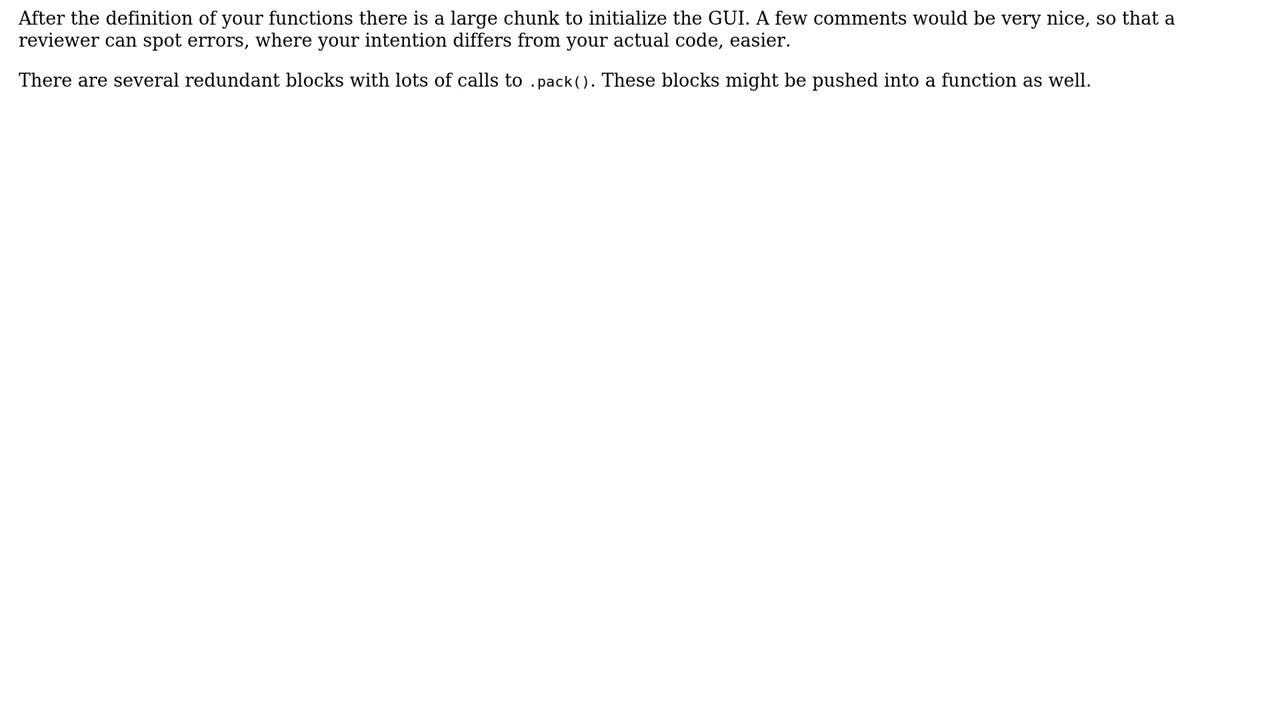 After the definition of your functions there is a large chunk to initialize the GUI. A few comments would be very nice, so that a
reviewer can spot errors, where your intention differs from your actual code, easier.
There are several redundant blocks with lots of calls to .pack(). These blocks might be pushed into a function as well.